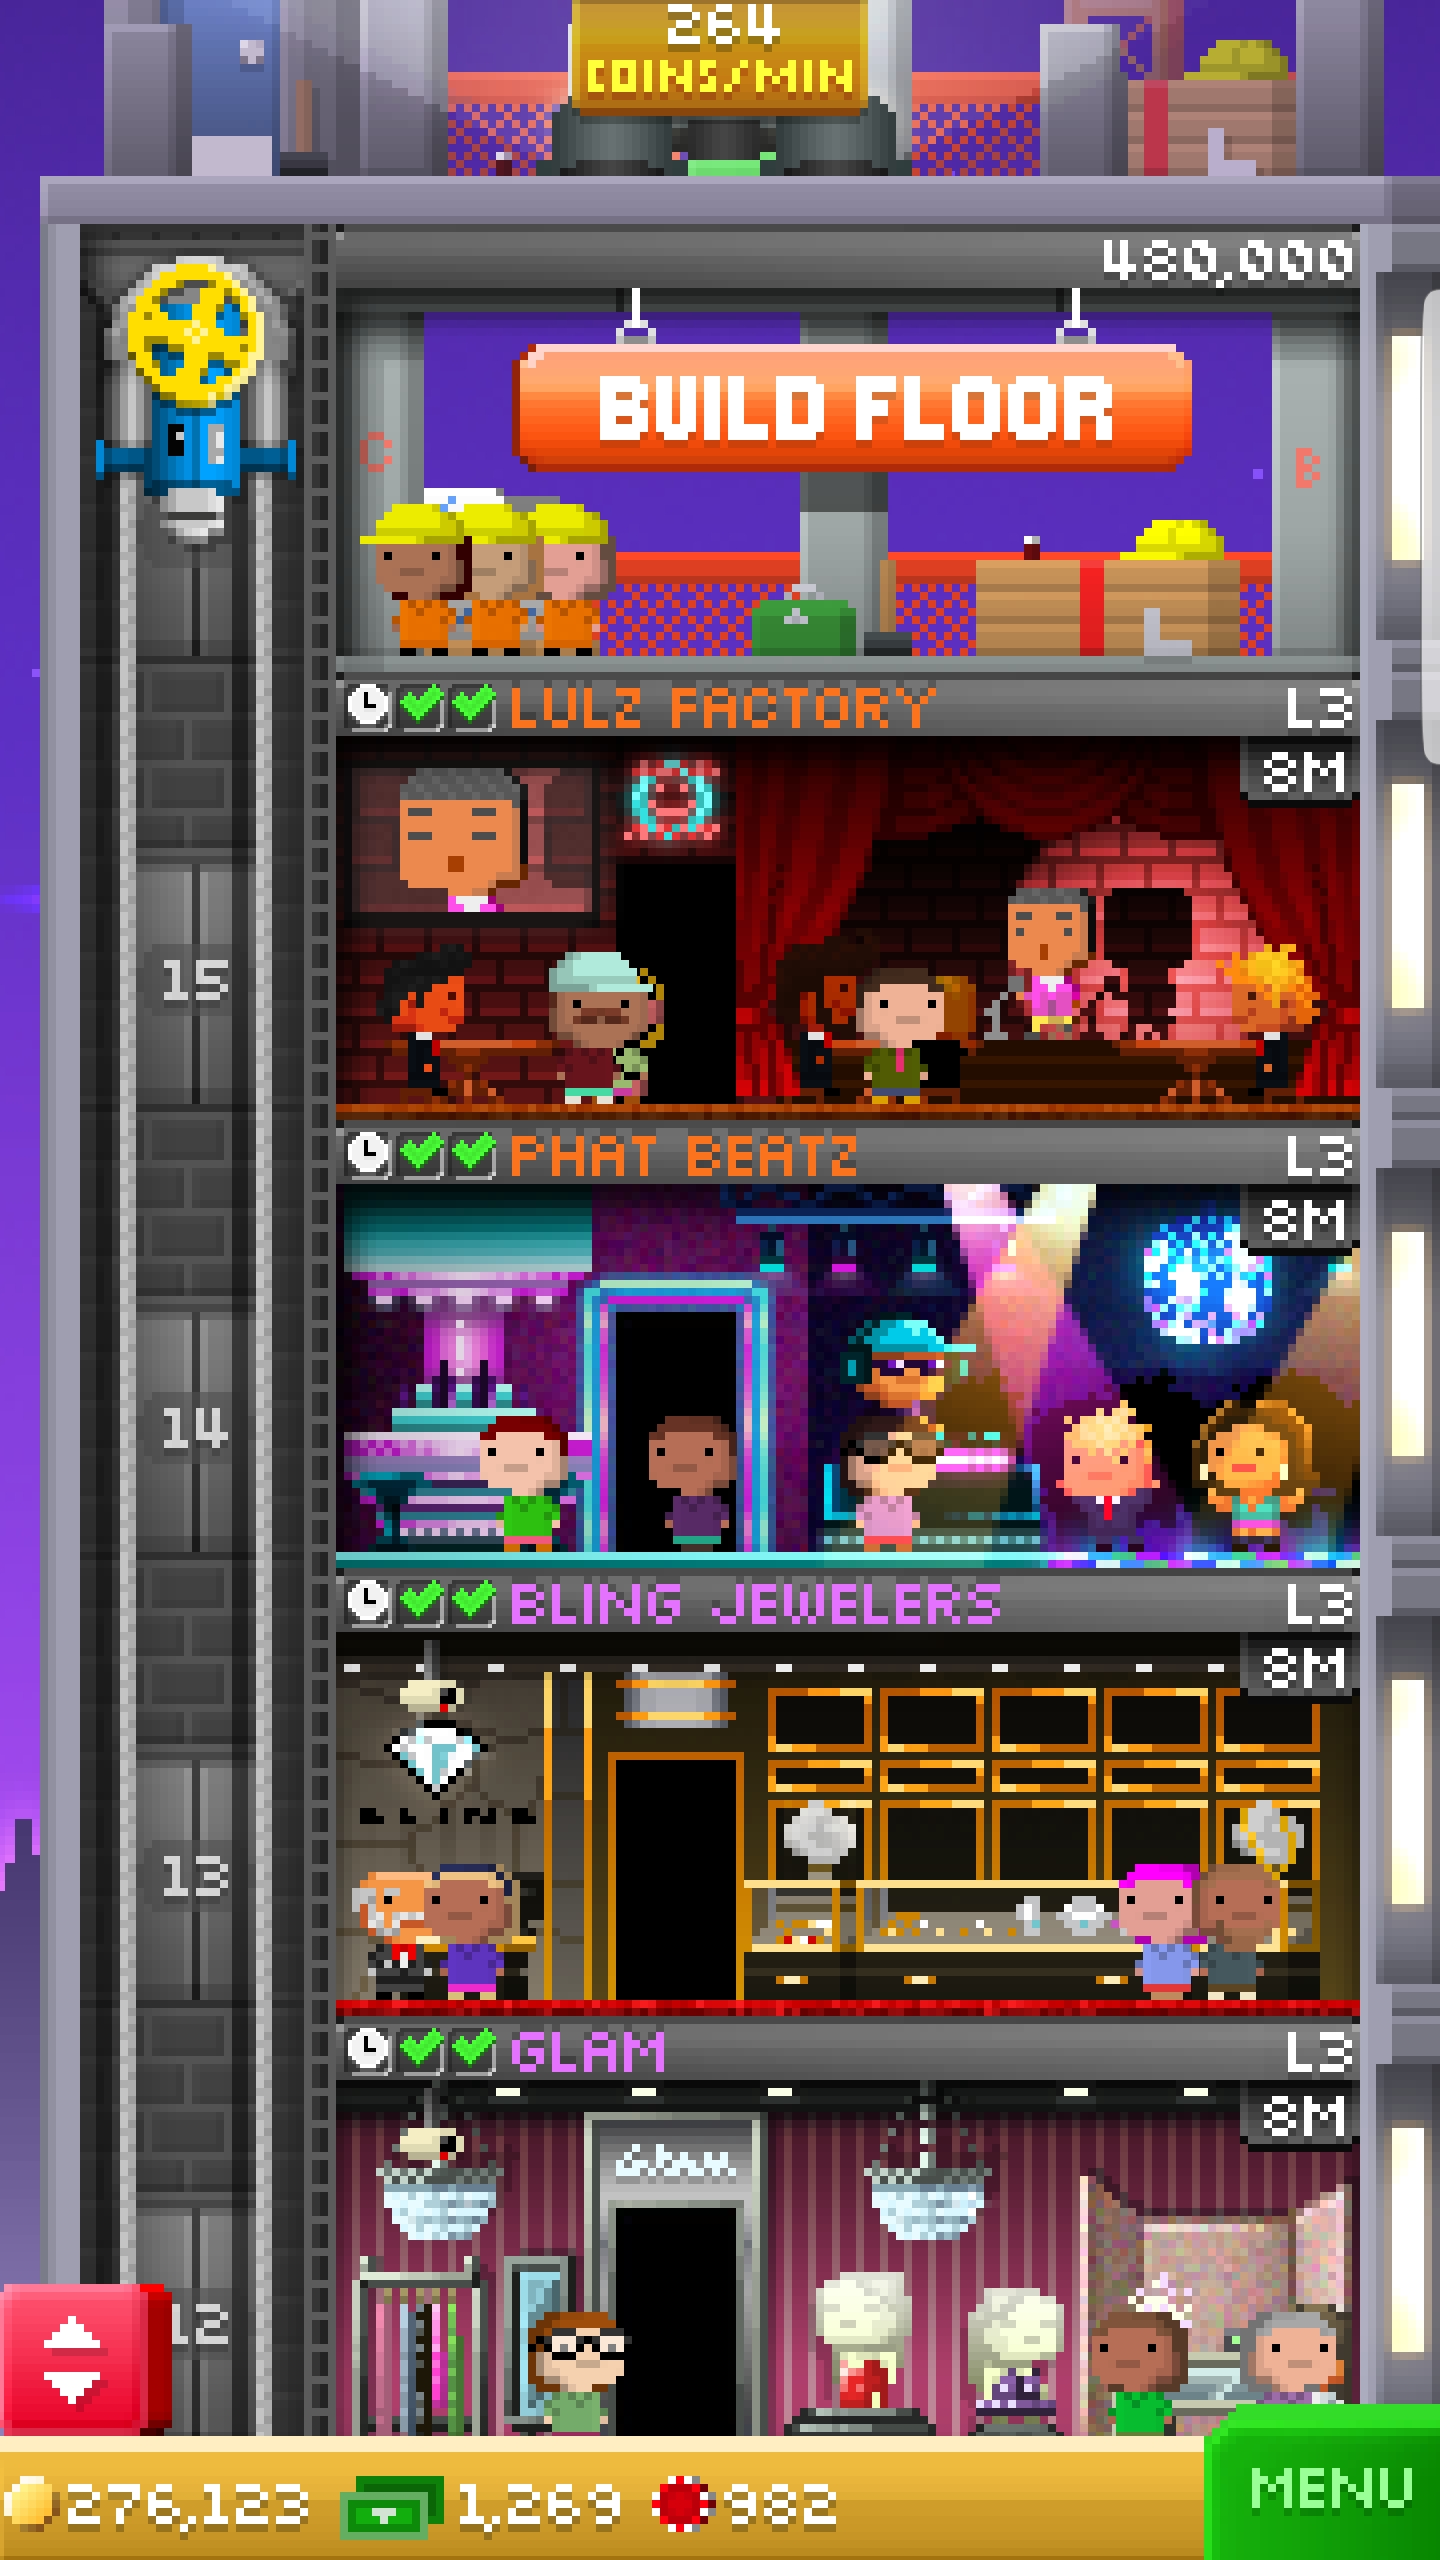 264
COINS/MIN
480,000
BUILD FLOOR
C
B
LULZ FACTORY L3
8M
15
PHAT BEATZ L3
8M
14
BLING JEWELERS L3
8M
BLING
13
GLAM L3
8M
Glam
12
276,123 1,269 982
MENU